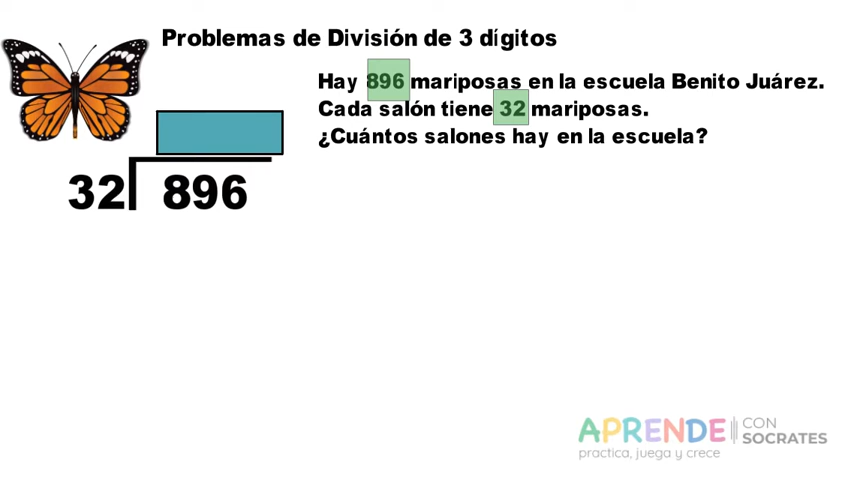 Problemas de División de 3 dígitos
Hay 896 mariposas en la escuela Benito Juárez.
Cada salón tiene 32 mariposas.
¿Cuántos salones hay en la escuela?
32 896
APRENDE CON SOCRATES
practica, juega y crece